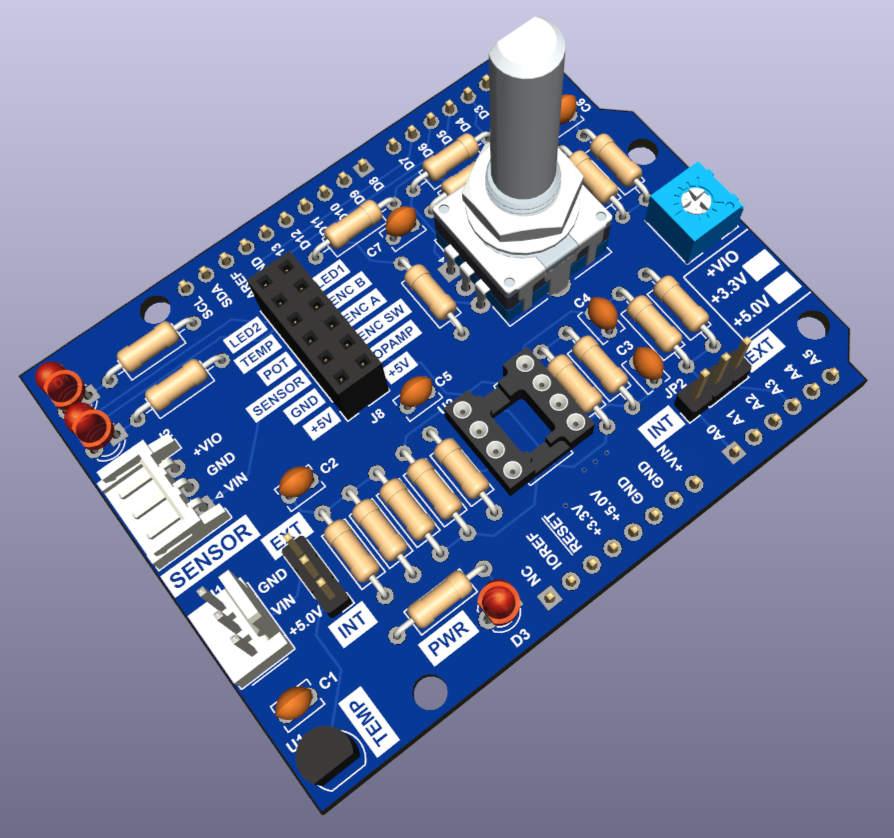 C6
D3
D4
D5
D6
D7
D8
D9
D10
D11
D12
13
ND
AREF
SDA
SCL
C7
LED1
ENC B
ENC A
ENC SW
OPAMP
+5V
LED2
TEMP
POT
SENSOR
GND
+5V
J8
C5
C4
C3
+VIO
+3.3V
+5.0V
JP2
EXT
INT
A0
A1
A2
A3
A4
A5
+VIN
GND
GND
+5.0V
+3.3V
RESET
IOREF
NC
+VIO
GND
VIN
SENSOR
C2
EXT
GND
VIN
+5.0V
INT
PWR
D3
C1
U1
TEMP